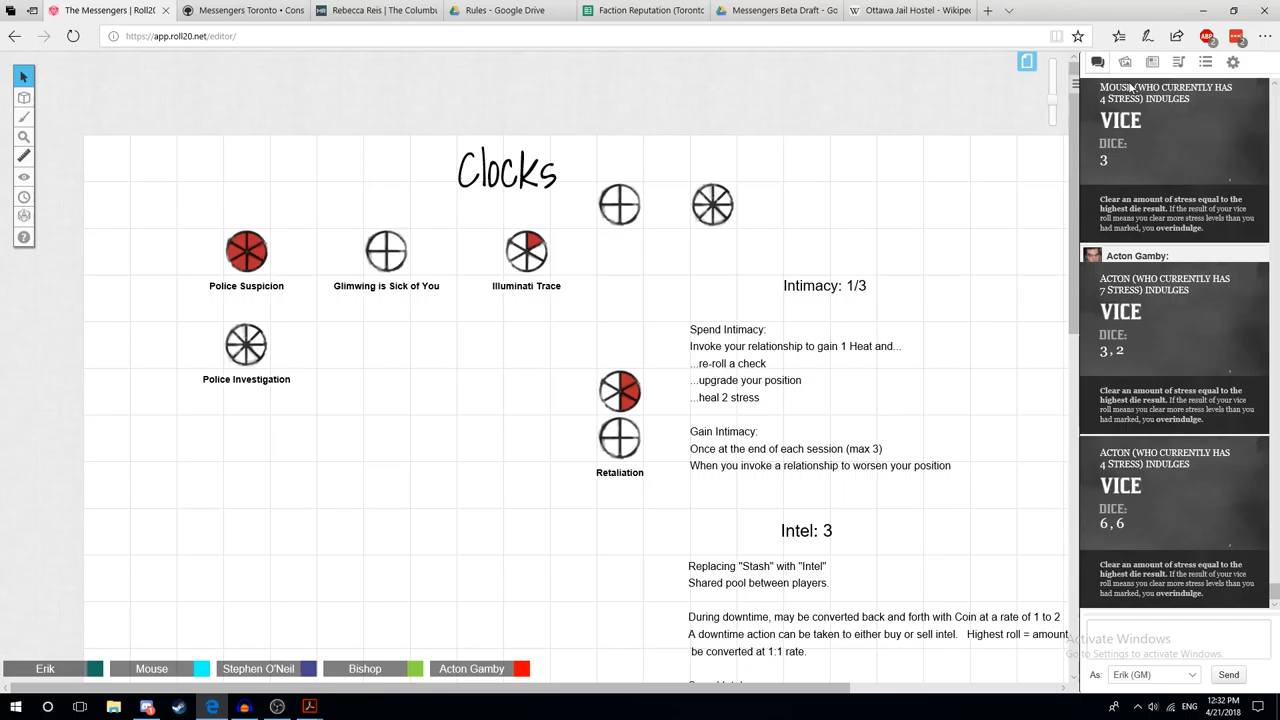 The Messengers | Roll20
Messengers Toronto • Cons
Rebecca Reis | The Columbu
Rules - Google Drive
Faction Reputation (Toronto
Messengers Beta Draft - Go
Ottawa Jail Hostel - Wikiped
https://app.roll20.net/editor/
ABP
2
2
Clocks
Police Suspicion
Glimwing is Sick of You
Illuminati Trace
Police Investigation
Retaliation
Intimacy: 1/3
Spend Intimacy:
Invoke your relationship to gain 1 Heat and...
...re-roll a check
...upgrade your position
...heal 2 stress
Gain Intimacy:
Once at the end of each session (max 3)
When you invoke a relationship to worsen your position
Intel: 3
Replacing "Stash" with "Intel"
Shared pool between players.
During downtime, may be converted back and forth with Coin at a rate of 1 to 2
A downtime action can be taken to either buy or sell intel. Highest roll = amount
be converted at 1:1 rate.
Erik
Mouse
Stephen O'Neil
Bishop
Acton Gamby
MOUSE (WHO CURRENTLY HAS
4 STRESS) INDULGES
VICE
DICE:
3
Clear an amount of stress equal to the
highest die result. If the result of your vice
roll means you clear more stress levels than you
had marked, you overindulge.
Acton Gamby:
ACTON (WHO CURRENTLY HAS
7 STRESS) INDULGES
VICE
DICE:
3, 2
Clear an amount of stress equal to the
highest die result. If the result of your vice
roll means you clear more stress levels than you
had marked, you overindulge.
ACTON (WHO CURRENTLY HAS
4 STRESS) INDULGES
VICE
DICE:
6, 6
Clear an amount of stress equal to the
highest die result. If the result of your vice
roll means you clear more stress levels than you
had marked, you overindulge.
Activate Windows
Go to Settings to activate Windows.
As:
Erik (GM)
Send
ENG
12:32 PM
4/21/2018